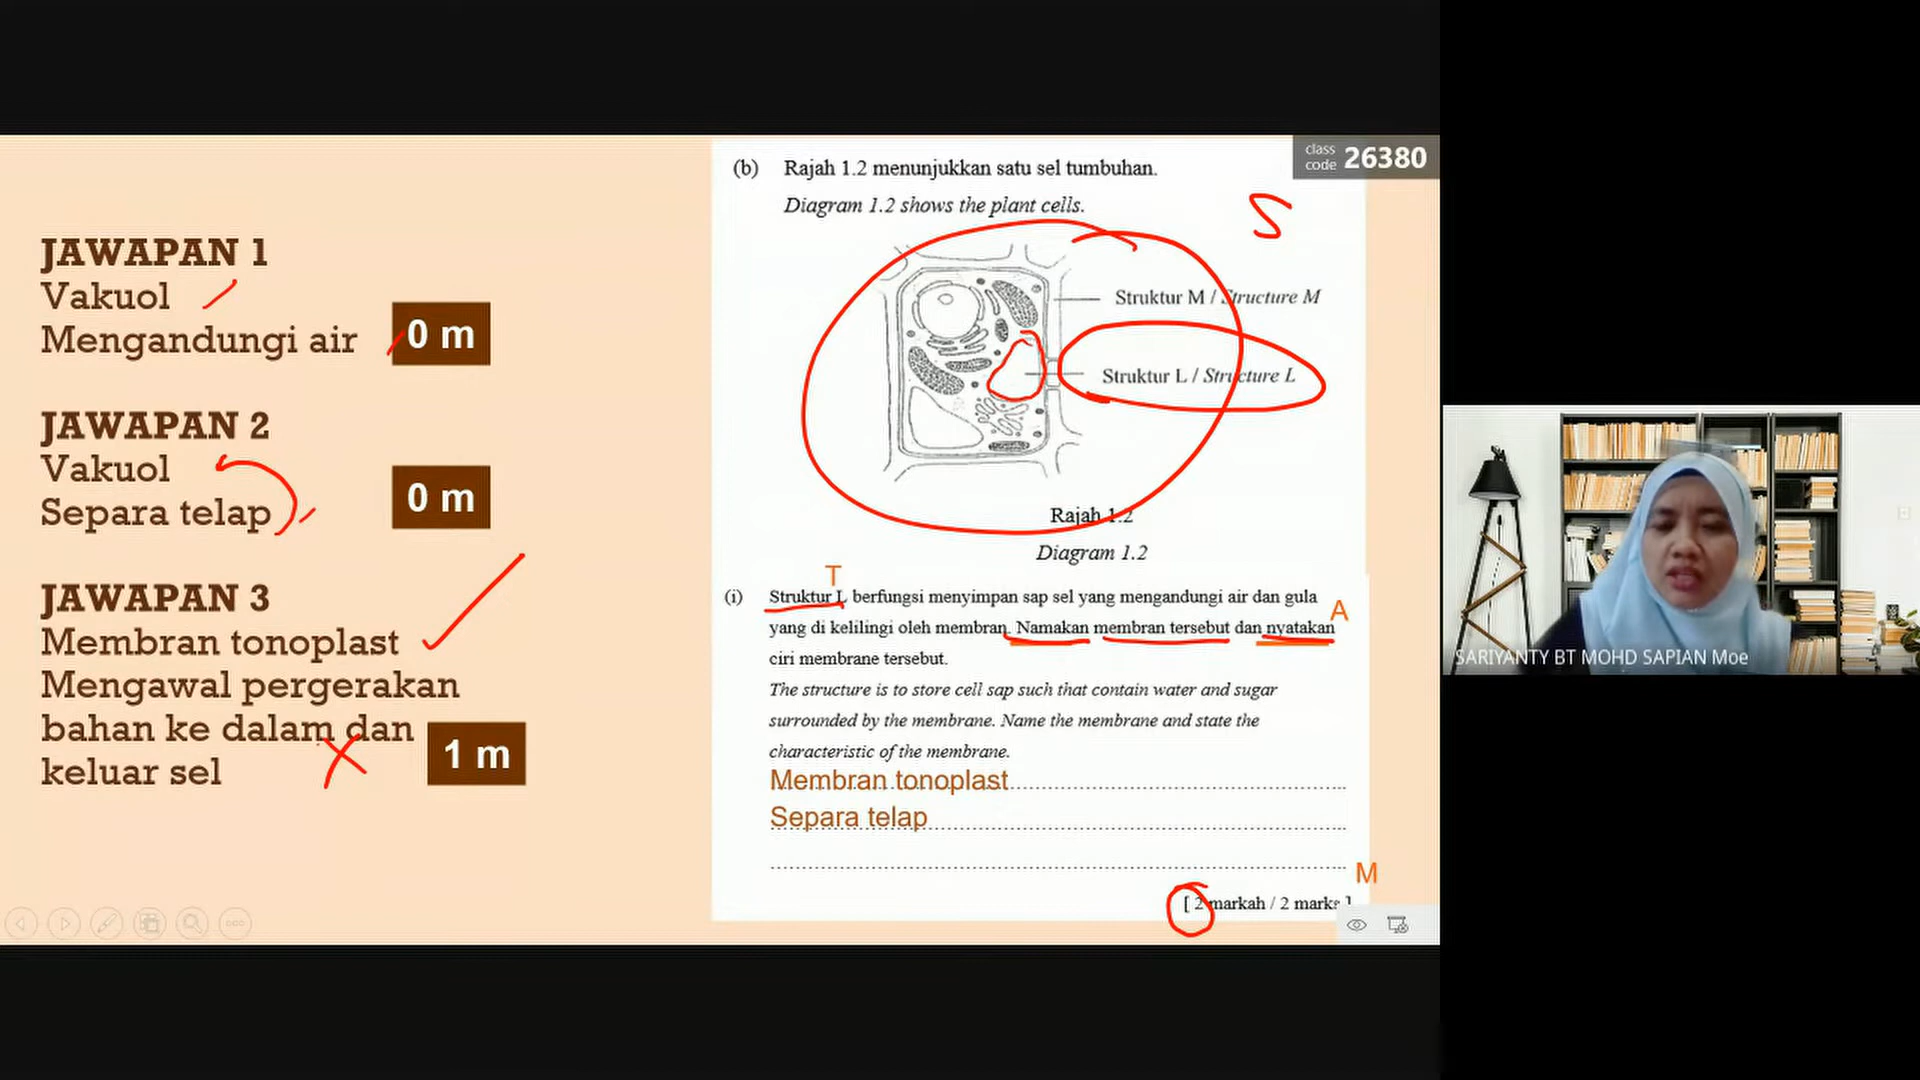 JAWAPAN 1
Vakuol
Mengandungi air
0 m
JAWAPAN 2
Vakuol
Separa telap
0 m
JAWAPAN 3
Membran tonoplast
Mengawal pergerakan
bahan ke dalam dan
keluar sel
1 m
class code 26380
(b) Rajah 1.2 menunjukkan satu sel tumbuhan.
Diagram 1.2 shows the plant cells.
S
Struktur M / Structure M
Struktur L / Structure L
Rajah 1.2
Diagram 1.2
T
(i) Struktur L berfungsi menyimpan sap sel yang mengandungi air dan gula
A
yang di kelilingi oleh membran. Namakan membran tersebut dan nyatakan
ciri membrane tersebut.
The structure is to store cell sap such that contain water and sugar
surrounded by the membrane. Name the membrane and state the
characteristic of the membrane.
Membran tonoplast
Separa telap
M
[ 2 markah / 2 marks ]
SARIYANTY BT MOHD SAPIAN Moe